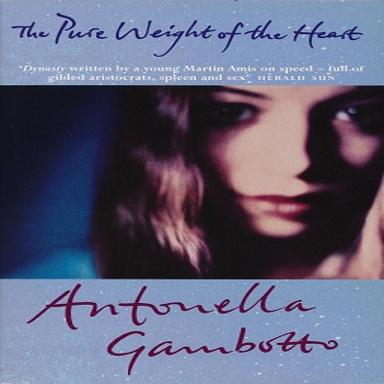 The Pure Weight of the Heart
'Dynasty written by a young Martin Amis on speed – full of
gilded aristocrats, spleen and sex' HERALD SUN
Antonella
Gambotto